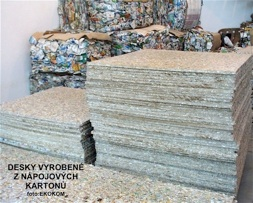 DESKY VYROBENÉ
Z NÁPOJOVÝCH
KARTONŮ
foto:EKOKOM